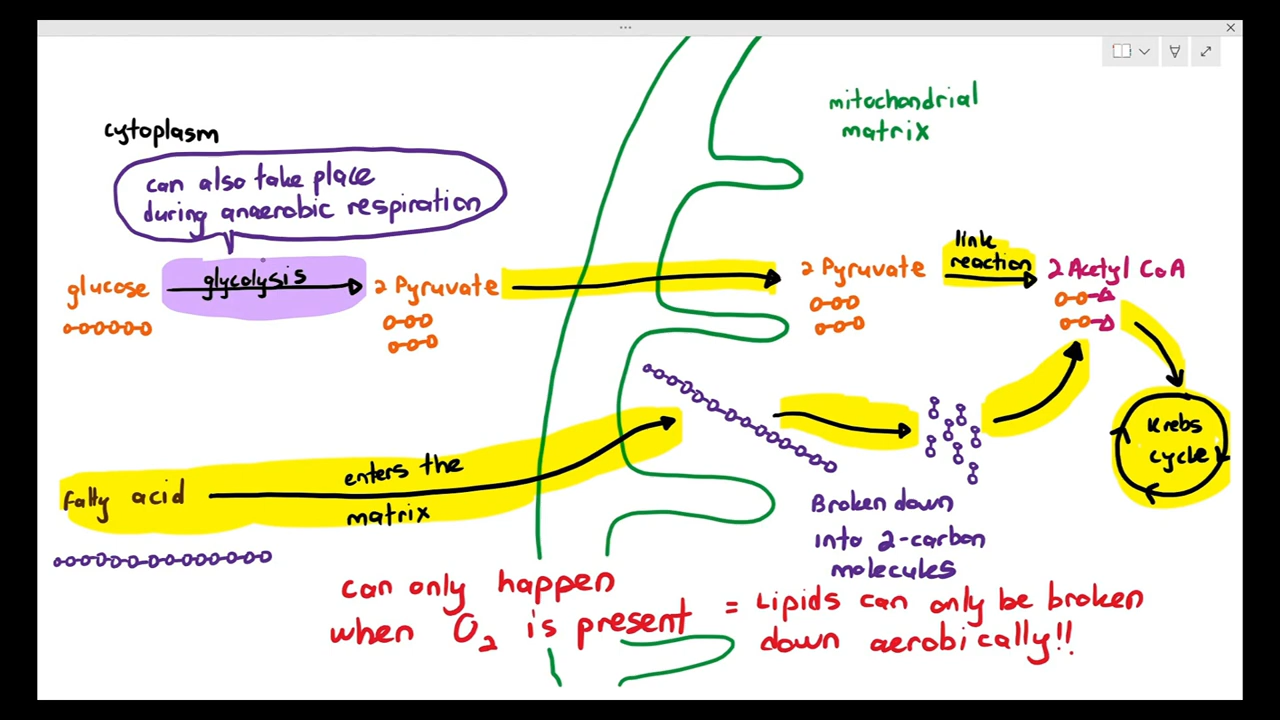 cytoplasm
mitochondrial
matrix
can also take place
during anaerobic respiration
glucose
glycolysis
2 Pyruvate
2 Pyruvate
link
reaction
2 Acetyl CoA
Krebs
cycle
fatty acid
enters the
matrix
Broken down
into 2-carbon
molecules
can only happen
when O₂ is present
= Lipids can only be broken
down aerobically!!